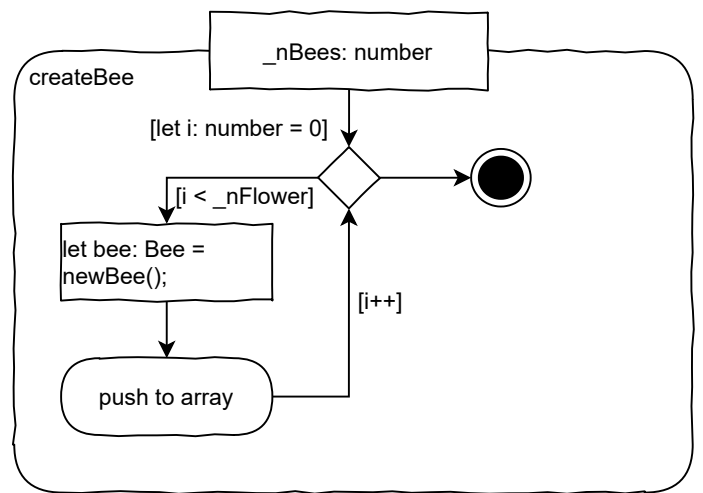 _nBees: number
createBee
[let i: number = 0]
[i < _nFlower]
let bee: Bee =
newBee();
[i++]
push to array